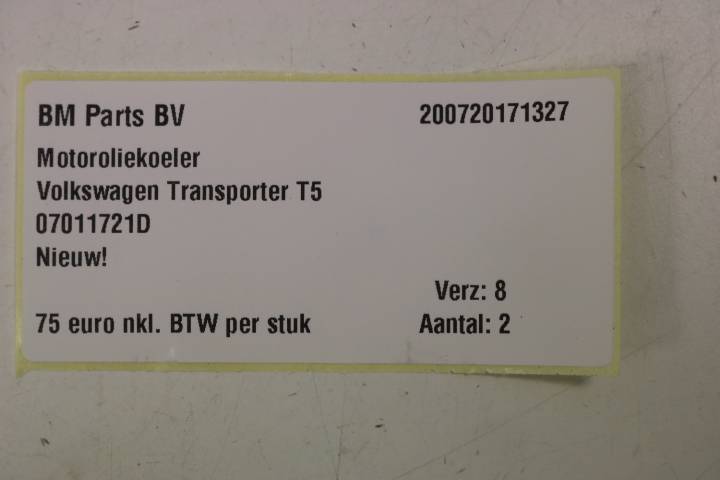 BM Parts BV 200720171327
Motoroliekoeler
Volkswagen Transporter T5
07011721D
Nieuw!
Verz: 8
75 euro nkl. BTW per stuk Aantal: 2